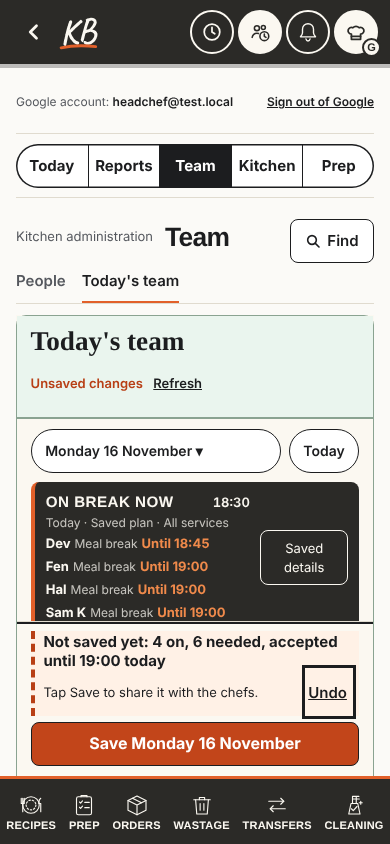 KB
G
Google account: headchef@test.local Sign out of Google
Today Reports Team Kitchen Prep
Kitchen administration Team Find
People Today's team
Today's team
Unsaved changes Refresh
Monday 16 November ▾ Today
ON BREAK NOW 18:30
Today · Saved plan · All services
Dev Meal break Until 18:45
Fen Meal break Until 19:00
Hal Meal break Until 19:00
Sam K Meal break Until 19:00
Saved
details
Not saved yet: 4 on, 6 needed, accepted
until 19:00 today
Tap Save to share it with the chefs. Undo
Save Monday 16 November
RECIPES PREP ORDERS WASTAGE TRANSFERS CLEANING